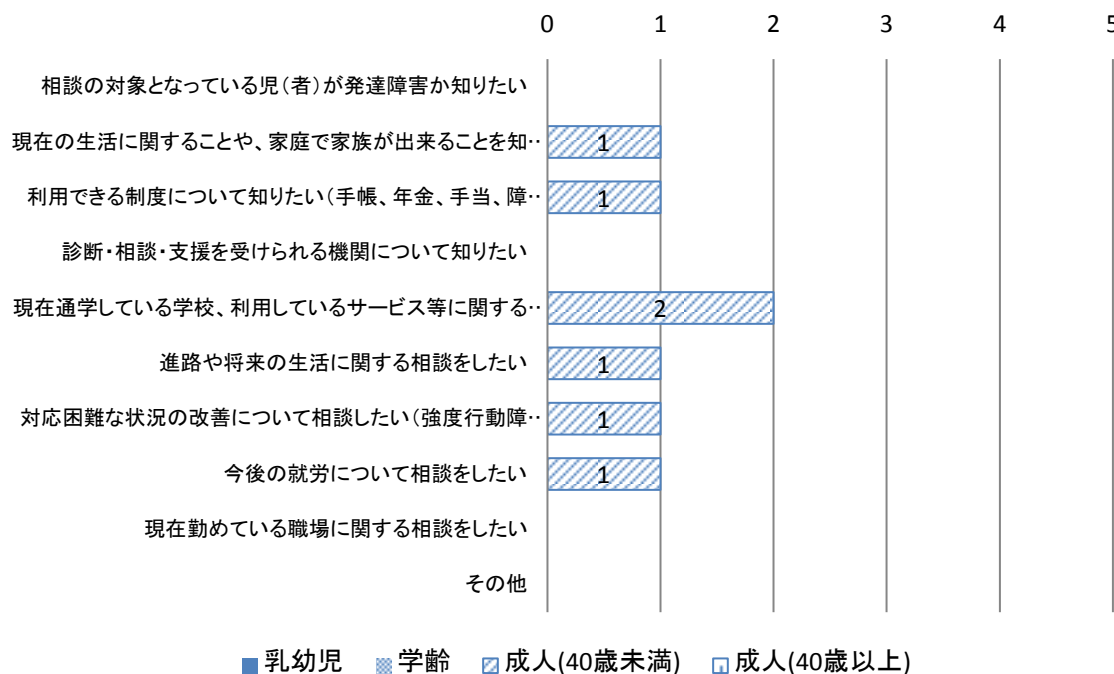 0 1 2 3 4 5
相談の対象となっている児(者)が発達障害か知りたい
現在の生活に関することや、家庭で家族が出来ることを知‥ 1
利用できる制度について知りたい(手帳、年金、手当、障‥ 1
診断・相談・支援を受けられる機関について知りたい
現在通学している学校、利用しているサービス等に関する‥ 2
進路や将来の生活に関する相談をしたい 1
対応困難な状況の改善について相談したい(強度行動障‥ 1
今後の就労について相談をしたい 1
現在勤めている職場に関する相談をしたい
その他
乳幼児 学齢 成人(40歳未満) 成人(40歳以上)